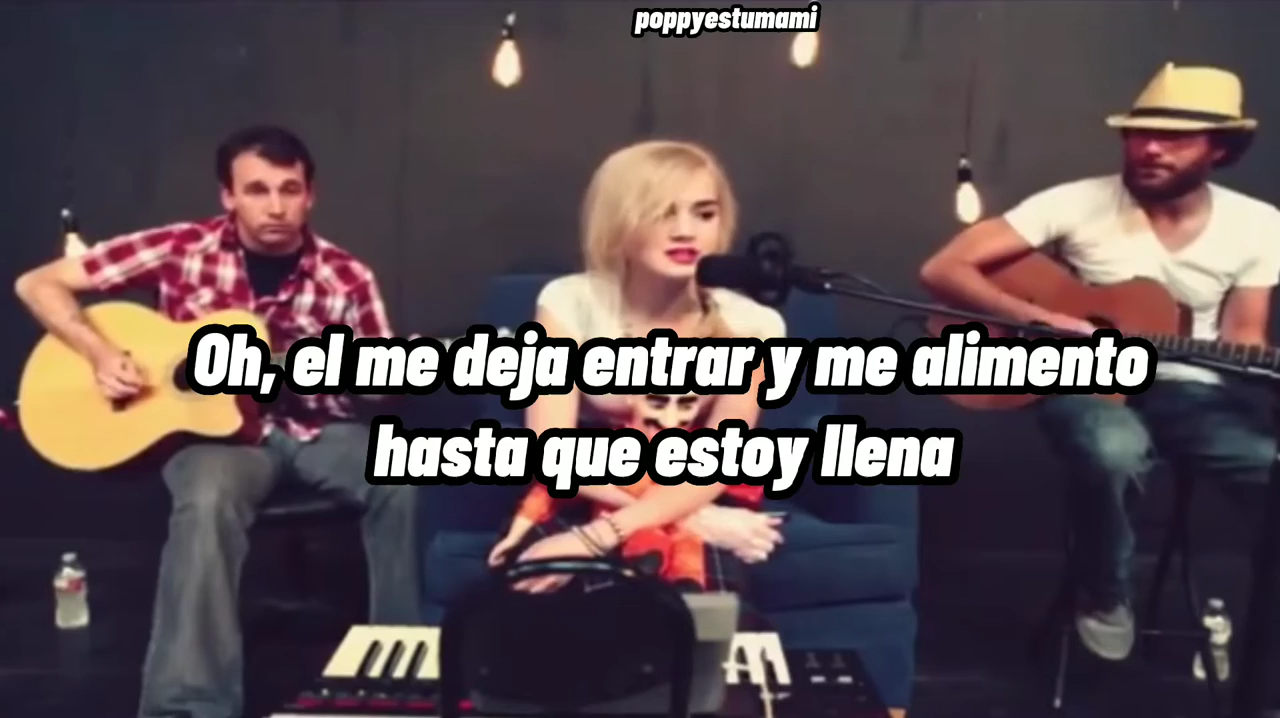 poppyestumami
Oh, el me deja entrar y me alimento
hasta que estoy llena